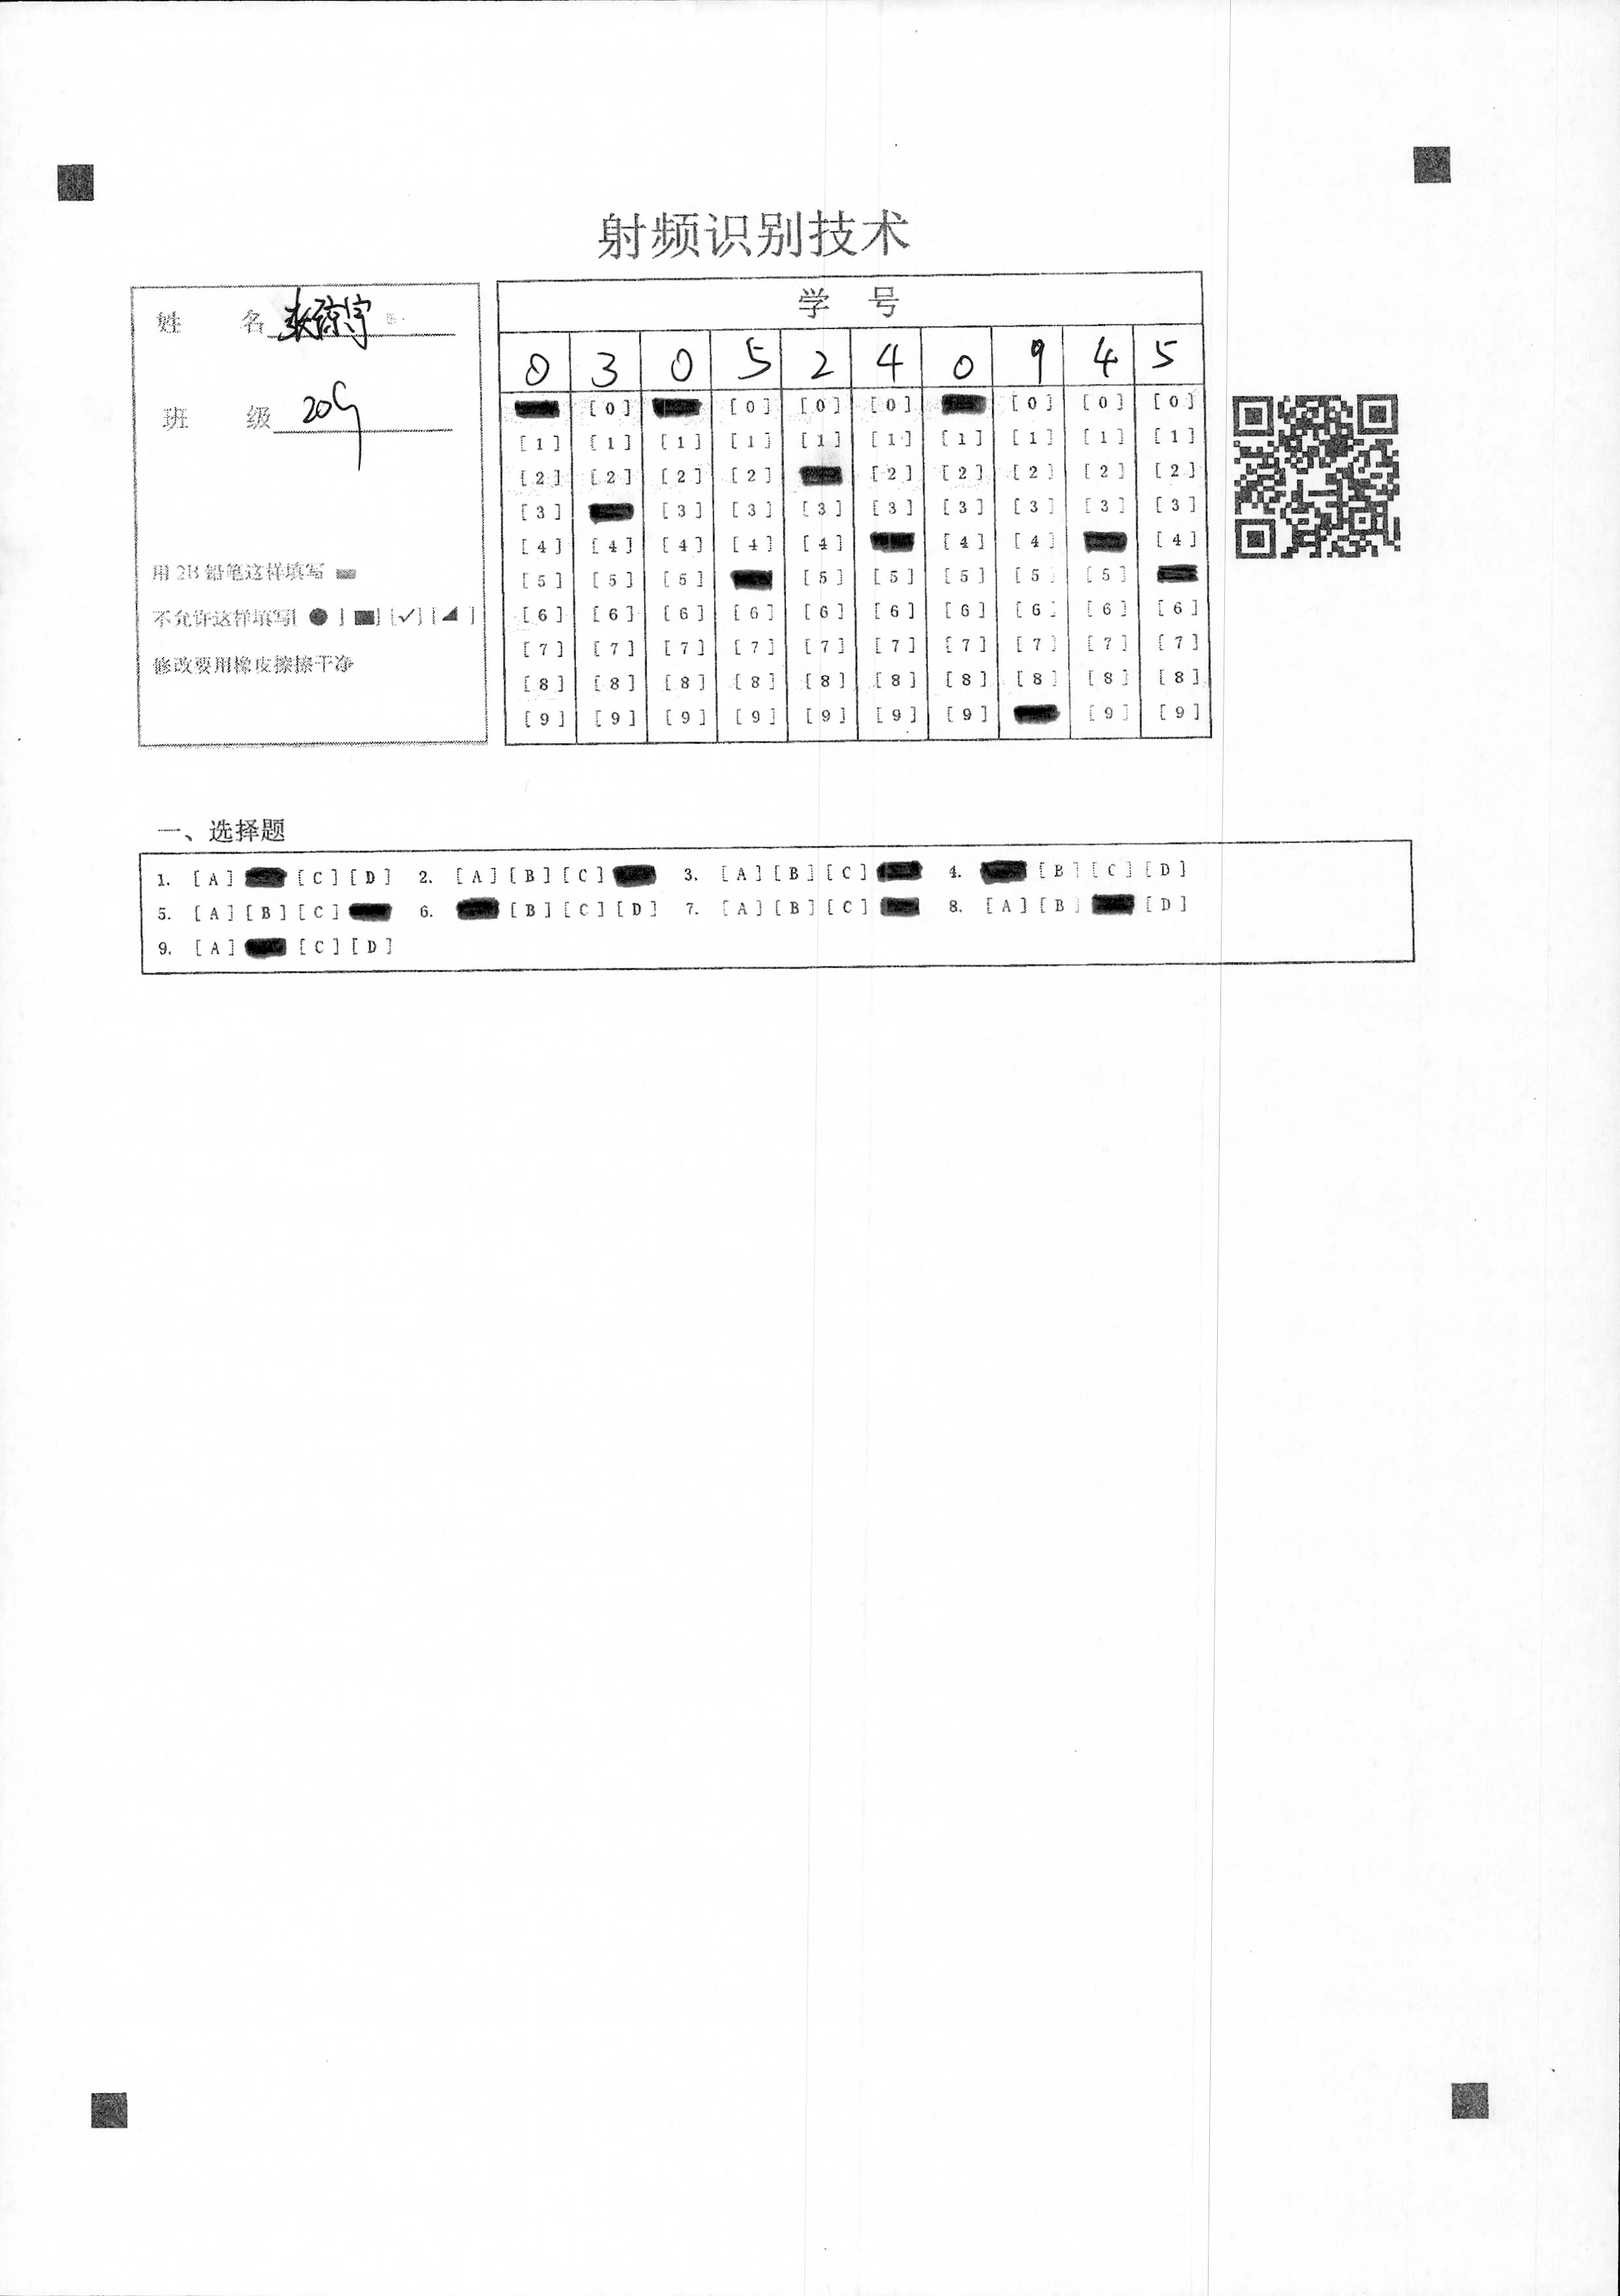 射频识别技术
姓 名
班 级 209
用 2B 铅笔这样填写
不允许这样填写[●] [■] [✓] [◢]
修改要用橡皮擦擦干净
学 号
0 3 0 5 2 4 0 9 4 5
[0] [0] [0] [0] [0] [0] [0]
[1] [1] [1] [1] [1] [1] [1] [1] [1] [1]
[2] [2] [2] [2] [2] [2] [2] [2] [2]
[3] [3] [3] [3] [3] [3] [3] [3] [3]
[4] [4] [4] [4] [4] [4] [4] [4]
[5] [5] [5] [5] [5] [5] [5] [5]
[6] [6] [6] [6] [6] [6] [6] [6] [6] [6]
[7] [7] [7] [7] [7] [7] [7] [7] [7] [7]
[8] [8] [8] [8] [8] [8] [8] [8] [8] [8]
[9] [9] [9] [9] [9] [9] [9] [9] [9]
一、选择题
1. [A] [C] [D] 2. [A] [B] [C] 3. [A] [B] [C] 4. [B] [C] [D]
5. [A] [B] [C] 6. [B] [C] [D] 7. [A] [B] [C] 8. [A] [B] [D]
9. [A] [C] [D]